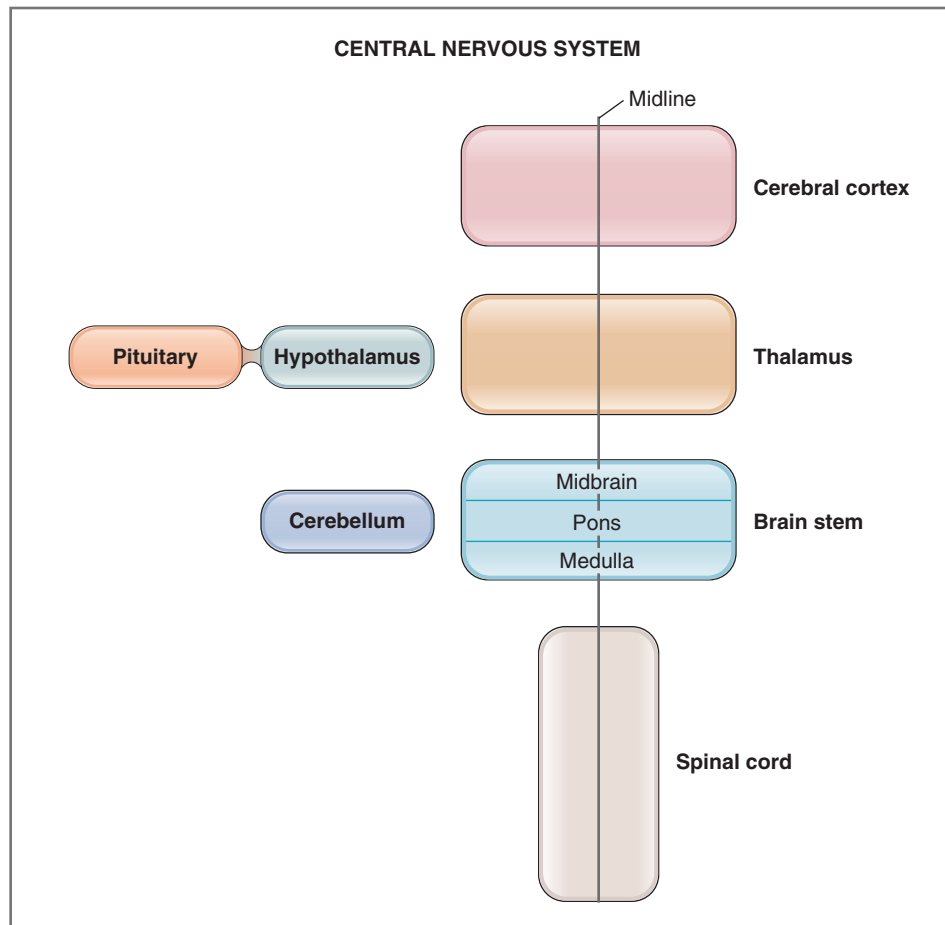 CENTRAL NERVOUS SYSTEM
Midline
Cerebral cortex
Pituitary
Hypothalamus
Thalamus
Midbrain
Cerebellum
Pons
Brain stem
Medulla
Spinal cord